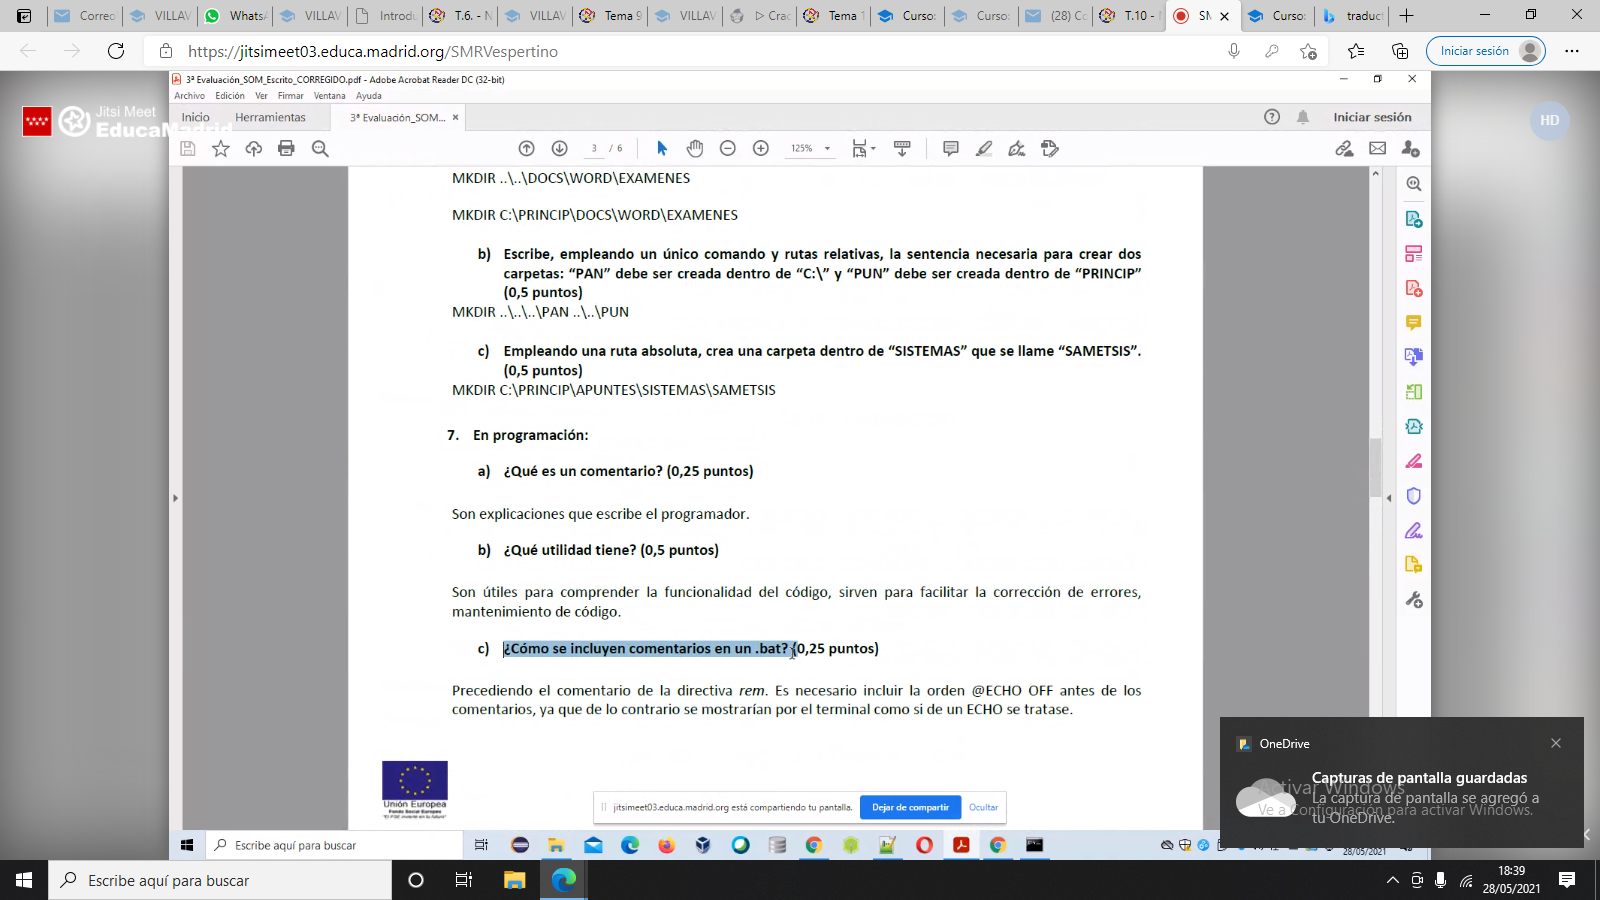 Correo
VILLAV
WhatsA
VILLAV
Introdu
T.6. - N
VILLAV
Tema 9
VILLAV
Crac
Tema 1
Curso:
Curso:
(28) Co
T.10 - N
SM
Curso:
traduct
https://jitsimeet03.educa.madrid.org/SMRVespertino
Iniciar sesión
3ª Evaluación_SOM_Escrito_CORREGIDO.pdf - Adobe Acrobat Reader DC (32-bit)
Archivo Edición Ver Firmar Ventana Ayuda
Jitsi Meet
EducaMadrid
Inicio Herramientas 3ª Evaluación_SOM... Iniciar sesión
HD
3 / 6 125%
MKDIR ..\..\DOCS\WORD\EXAMENES
MKDIR C:\PRINCIP\DOCS\WORD\EXAMENES
b) Escribe, empleando un único comando y rutas relativas, la sentencia necesaria para crear dos
carpetas: “PAN” debe ser creada dentro de “C:\” y “PUN” debe ser creada dentro de “PRINCIP”
(0,5 puntos)
MKDIR ..\..\..\PAN ..\..\PUN
c) Empleando una ruta absoluta, crea una carpeta dentro de “SISTEMAS” que se llame “SAMETSIS”.
(0,5 puntos)
MKDIR C:\PRINCIP\APUNTES\SISTEMAS\SAMETSIS
7. En programación:
a) ¿Qué es un comentario? (0,25 puntos)
Son explicaciones que escribe el programador.
b) ¿Qué utilidad tiene? (0,5 puntos)
Son útiles para comprender la funcionalidad del código, sirven para facilitar la corrección de errores,
mantenimiento de código.
c) ¿Cómo se incluyen comentarios en un .bat? (0,25 puntos)
Precediendo el comentario de la directiva rem. Es necesario incluir la orden @ECHO OFF antes de los
comentarios, ya que de lo contrario se mostrarían por el terminal como si de un ECHO se tratase.
Unión Europea
Fondo Social Europeo
"El FSE invierte en tu futuro"
jitsimeet03.educa.madrid.org está compartiendo tu pantalla. Dejar de compartir Ocultar
OneDrive
Capturas de pantalla guardadas
La captura de pantalla se agregó a
tu OneDrive.
Activar Windows
Ve a Configuración para activar Windows.
Escribe aquí para buscar
28/05/2021
Escribe aquí para buscar
18:39
28/05/2021